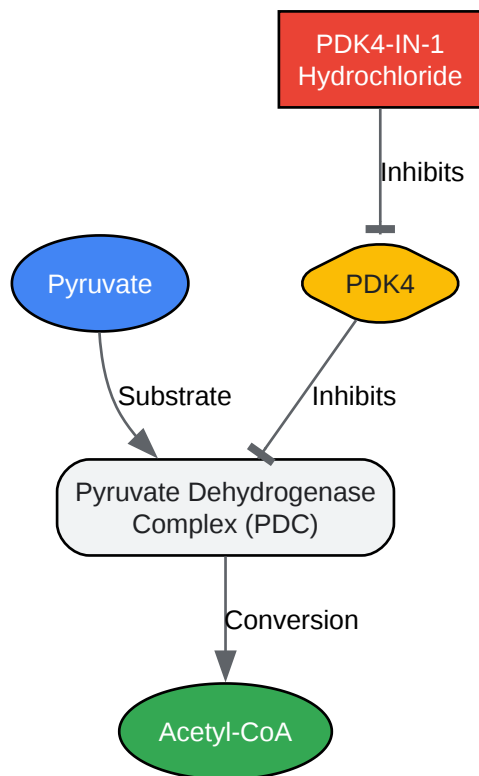 PDK4-IN-1
Hydrochloride
Inhibits
Pyruvate
PDK4
Substrate
Inhibits
Pyruvate Dehydrogenase
Complex (PDC)
Conversion
Acetyl-CoA